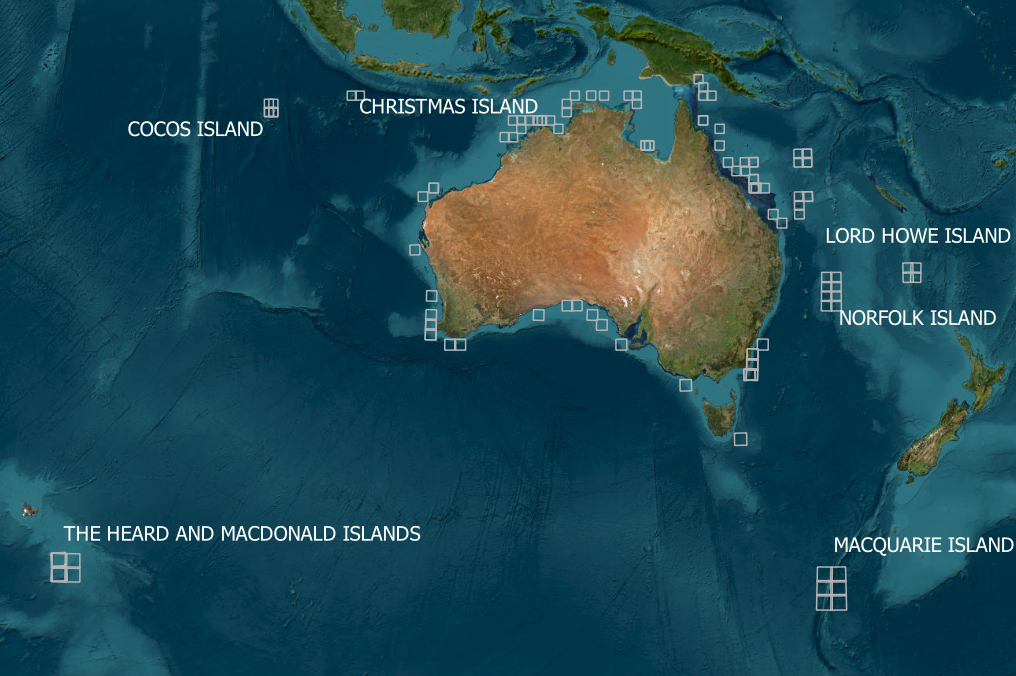 CHRISTMAS ISLAND
COCOS ISLAND
LORD HOWE ISLAND
NORFOLK ISLAND
THE HEARD AND MACDONALD ISLANDS
MACQUARIE ISLAND